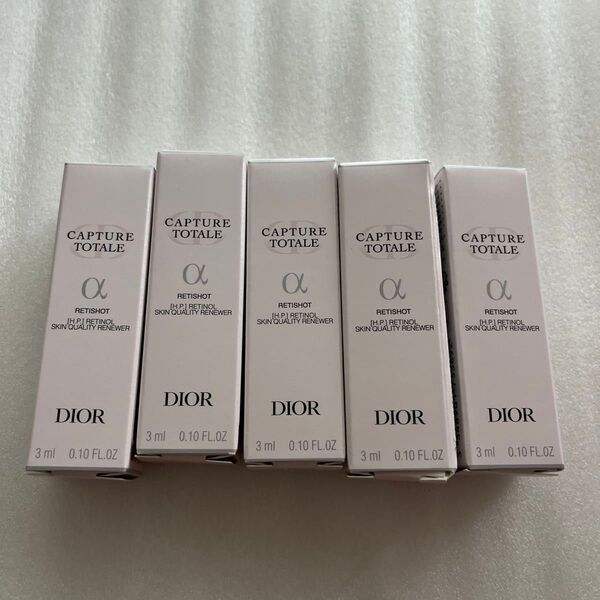 CAPTURE
TOTALE
α
RETISHOT
[H.P.] RETINOL
SKIN QUALITY RENEWER
DIOR
3 ml 0.10 FL.OZ
CAPTURE
TOTALE
α
RETISHOT
[H.P.] RETINOL
SKIN QUALITY RENEWER
DIOR
3 ml 0.10 FL.OZ
CAPTURE
TOTALE
α
RETISHOT
[H.P.] RETINOL
SKIN QUALITY RENEWER
DIOR
3 ml 0.10 FL.OZ
CAPTURE
TOTALE
α
RETISHOT
[H.P.] RETINOL
SKIN QUALITY RENEWER
DIOR
3 ml 0.10 FL.OZ
CAPTURE
TOTALE
α
RETISHOT
[H.P.] RETINOL
SKIN QUALITY RENEWER
DIOR
3 ml 0.10 FL.OZ